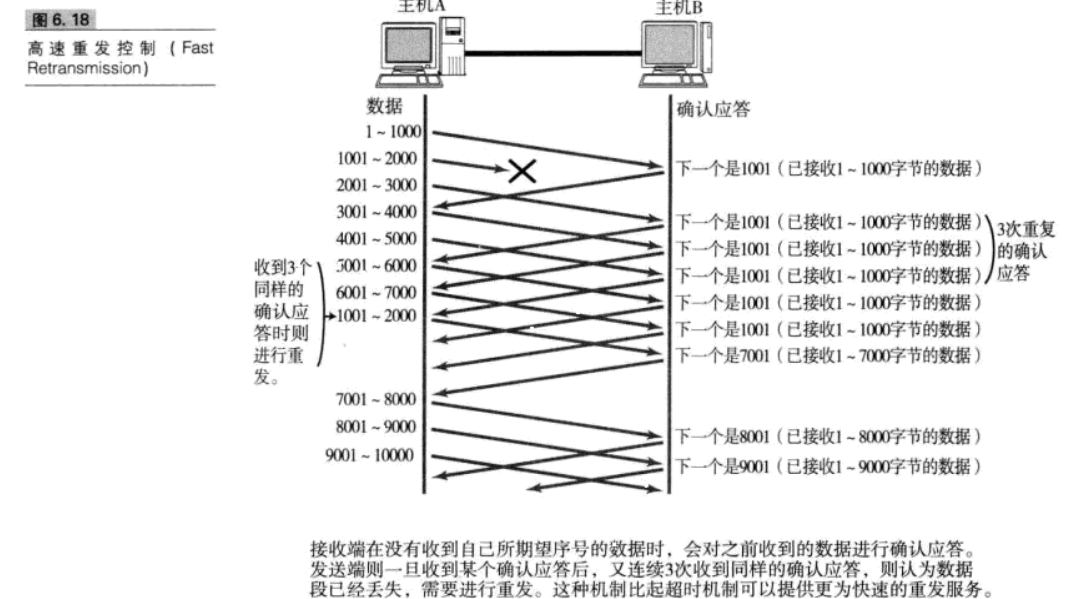 图6.18
高速重发控制（Fast
Retransmission）
主机A
主机B
数据
确认应答
1～1000
1001～2000
2001～3000
3001～4000
4001～5000
5001～6000
6001～7000
1001～2000
7001～8000
8001～9000
9001～10000
收到3个
同样的
确认应
答时则
进行重
发。
下一个是1001（已接收1～1000字节的数据）
下一个是1001（已接收1～1000字节的数据）
下一个是1001（已接收1～1000字节的数据）
下一个是1001（已接收1～1000字节的数据）
下一个是1001（已接收1～1000字节的数据）
下一个是1001（已接收1～1000字节的数据）
下一个是7001（已接收1～7000字节的数据）
下一个是8001（已接收1～8000字节的数据）
下一个是9001（已接收1～9000字节的数据）
3次重复
的确认
应答
接收端在没有收到自己所期望序号的数据时，会对之前收到的数据进行确认应答。
发送端则一旦收到某个确认应答后，又连续3次收到同样的确认应答，则认为数据
段已经丢失，需要进行重发。这种机制比起超时机制可以提供更为快速的重发服务。